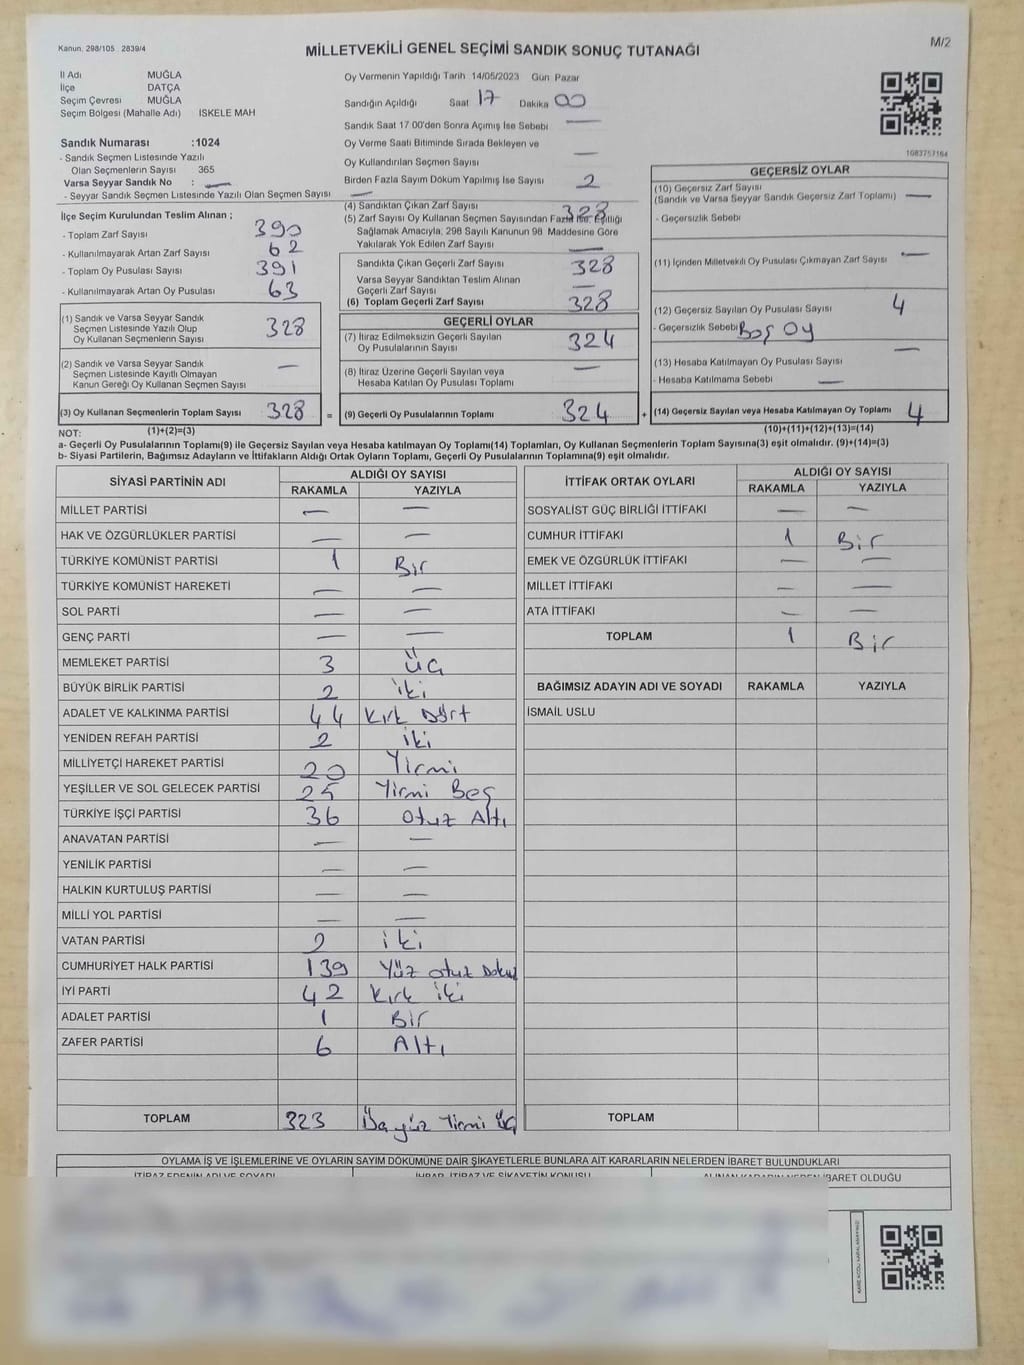 Kanun, 298/105 2839/4
MİLLETVEKİLİ GENEL SEÇİMİ SANDIK SONUÇ TUTANAĞI
M/2
İl Adı MUĞLA
İlçe DATÇA
Seçim Çevresi MUĞLA
Seçim Bölgesi (Mahalle Adı) İSKELE MAH
Sandık Numarası :1024
- Sandık Seçmen Listesinde Yazılı
Olan Seçmenlerin Sayısı 365
Varsa Seyyar Sandık No : —
- Seyyar Sandık Seçmen Listesinde Yazılı Olan Seçmen Sayısı —
Oy Vermenin Yapıldığı Tarih 14/05/2023 Gün Pazar
Sandığın Açıldığı Saat 17 Dakika 00
Sandık Saat 17 00'den Sonra Açımış İse Sebebi —
Oy Verme Saati Bitiminde Sırada Bekleyen ve
Oy Kullandırılan Seçmen Sayısı —
Birden Fazla Sayım Döküm Yapılmış İse Sayısı 2
1083757164
İlçe Seçim Kurulundan Teslim Alınan ;
- Toplam Zarf Sayısı 390
- Kullanılmayarak Artan Zarf Sayısı 62
- Toplam Oy Pusulası Sayısı 391
- Kullanılmayarak Artan Oy Pusulası 63
(1) Sandık ve Varsa Seyyar Sandık
Seçmen Listesinde Yazılı Olup
Oy Kullanan Seçmenlerin Sayısı 328
(2) Sandık ve Varsa Seyyar Sandık
Seçmen Listesinde Kayıtlı Olmayan
Kanun Gereği Oy Kullanan Seçmen Sayısı —
(3) Oy Kullanan Seçmenlerin Toplam Sayısı 328
(1)+(2)=(3)
(4) Sandıktan Çıkan Zarf Sayısı 328
(5) Zarf Sayısı Oy Kullanan Seçmen Sayısından Fazla İse, Eşitliği
Sağlamak Amacıyla; 298 Sayılı Kanunun 98 Maddesine Göre
Yakılarak Yok Edilen Zarf Sayısı —
Sandıkta Çıkan Geçerli Zarf Sayısı 328
Varsa Seyyar Sandıktan Teslim Alınan
Geçerli Zarf Sayısı —
(6) Toplam Geçerli Zarf Sayısı 328
GEÇERLİ OYLAR
(7) İtiraz Edilmeksizin Geçerli Sayılan
Oy Pusulalarının Sayısı 324
(8) İtiraz Üzerine Geçerli Sayılan veya
Hesaba Katılan Oy Pusulası Toplamı —
= (9) Geçerli Oy Pusulalarının Toplamı 324
GEÇERSİZ OYLAR
(10) Geçersiz Zarf Sayısı
(Sandık ve Varsa Seyyar Sandık Geçersiz Zarf Toplamı) —
- Geçersizlik Sebebi
(11) İçinden Milletvekili Oy Pusulası Çıkmayan Zarf Sayısı —
(12) Geçersiz Sayılan Oy Pusulası Sayısı 4
- Geçersizlik Sebebi Boş Oy
(13) Hesaba Katılmayan Oy Pusulası Sayısı —
- Hesaba Katılmama Sebebi —
+ (14) Geçersiz Sayılan veya Hesaba Katılmayan Oy Toplamı 4
(10)+(11)+(12)+(13)=(14)
NOT:
a- Geçerli Oy Pusulalarının Toplamı(9) ile Geçersiz Sayılan veya Hesaba katılmayan Oy Toplamı(14) Toplamları, Oy Kullanan Seçmenlerin Toplam Sayısına(3) eşit olmalıdır. (9)+(14)=(3)
b- Siyasi Partilerin, Bağımsız Adayların ve İttifakların Aldığı Ortak Oyların Toplamı, Geçerli Oy Pusulalarının Toplamına(9) eşit olmalıdır.
SİYASİ PARTİNİN ADI ALDIĞI OY SAYISI
RAKAMLA YAZIYLA
MİLLET PARTİSİ — —
HAK VE ÖZGÜRLÜKLER PARTİSİ — —
TÜRKİYE KOMÜNİST PARTİSİ 1 Bir
TÜRKİYE KOMÜNİST HAREKETİ — —
SOL PARTİ — —
GENÇ PARTİ — —
MEMLEKET PARTİSİ 3 Üç
BÜYÜK BİRLİK PARTİSİ 2 iki
ADALET VE KALKINMA PARTİSİ 44 Kırk Dört
YENİDEN REFAH PARTİSİ 2 iki
MİLLİYETÇİ HAREKET PARTİSİ 20 Yirmi
YEŞİLLER VE SOL GELECEK PARTİSİ 25 Yirmi Beş
TÜRKİYE İŞÇİ PARTİSİ 36 Otuz Altı
ANAVATAN PARTİSİ — —
YENİLİK PARTİSİ — —
HALKIN KURTULUŞ PARTİSİ — —
MİLLİ YOL PARTİSİ — —
VATAN PARTİSİ 2 iki
CUMHURİYET HALK PARTİSİ 139 Yüz otuz Dokuz
İYİ PARTİ 42 Kırk iki
ADALET PARTİSİ 1 Bir
ZAFER PARTİSİ 6 Altı
TOPLAM 323 Üçyüz Yirmi Üç
İTTİFAK ORTAK OYLARI ALDIĞI OY SAYISI
RAKAMLA YAZIYLA
SOSYALİST GÜÇ BİRLİĞİ İTTİFAKI — —
CUMHUR İTTİFAKI 1 Bir
EMEK VE ÖZGÜRLÜK İTTİFAKI — —
MİLLET İTTİFAKI — —
ATA İTTİFAKI — —
TOPLAM 1 Bir
BAĞIMSIZ ADAYIN ADI VE SOYADI RAKAMLA YAZIYLA
İSMAİL USLU
TOPLAM
OYLAMA İŞ VE İŞLEMLERİNE VE OYLARIN SAYIM DÖKÜMÜNE DAİR ŞİKAYETLERLE BUNLARA AİT KARARLARIN NELERDEN İBARET BULUNDUKLARI
İTİRAZ EDENİN ADI VE SOYADI İHBAR, İTİRAZ VE ŞİKAYETİN KONUSU ALINAN KARARIN NEDEN İBARET OLDUĞU